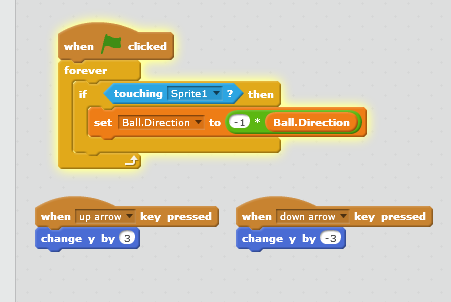 when clicked
forever
if touching Sprite1 ? then
set Ball.Direction to -1 * Ball.Direction
when up arrow key pressed
change y by 3
when down arrow key pressed
change y by -3